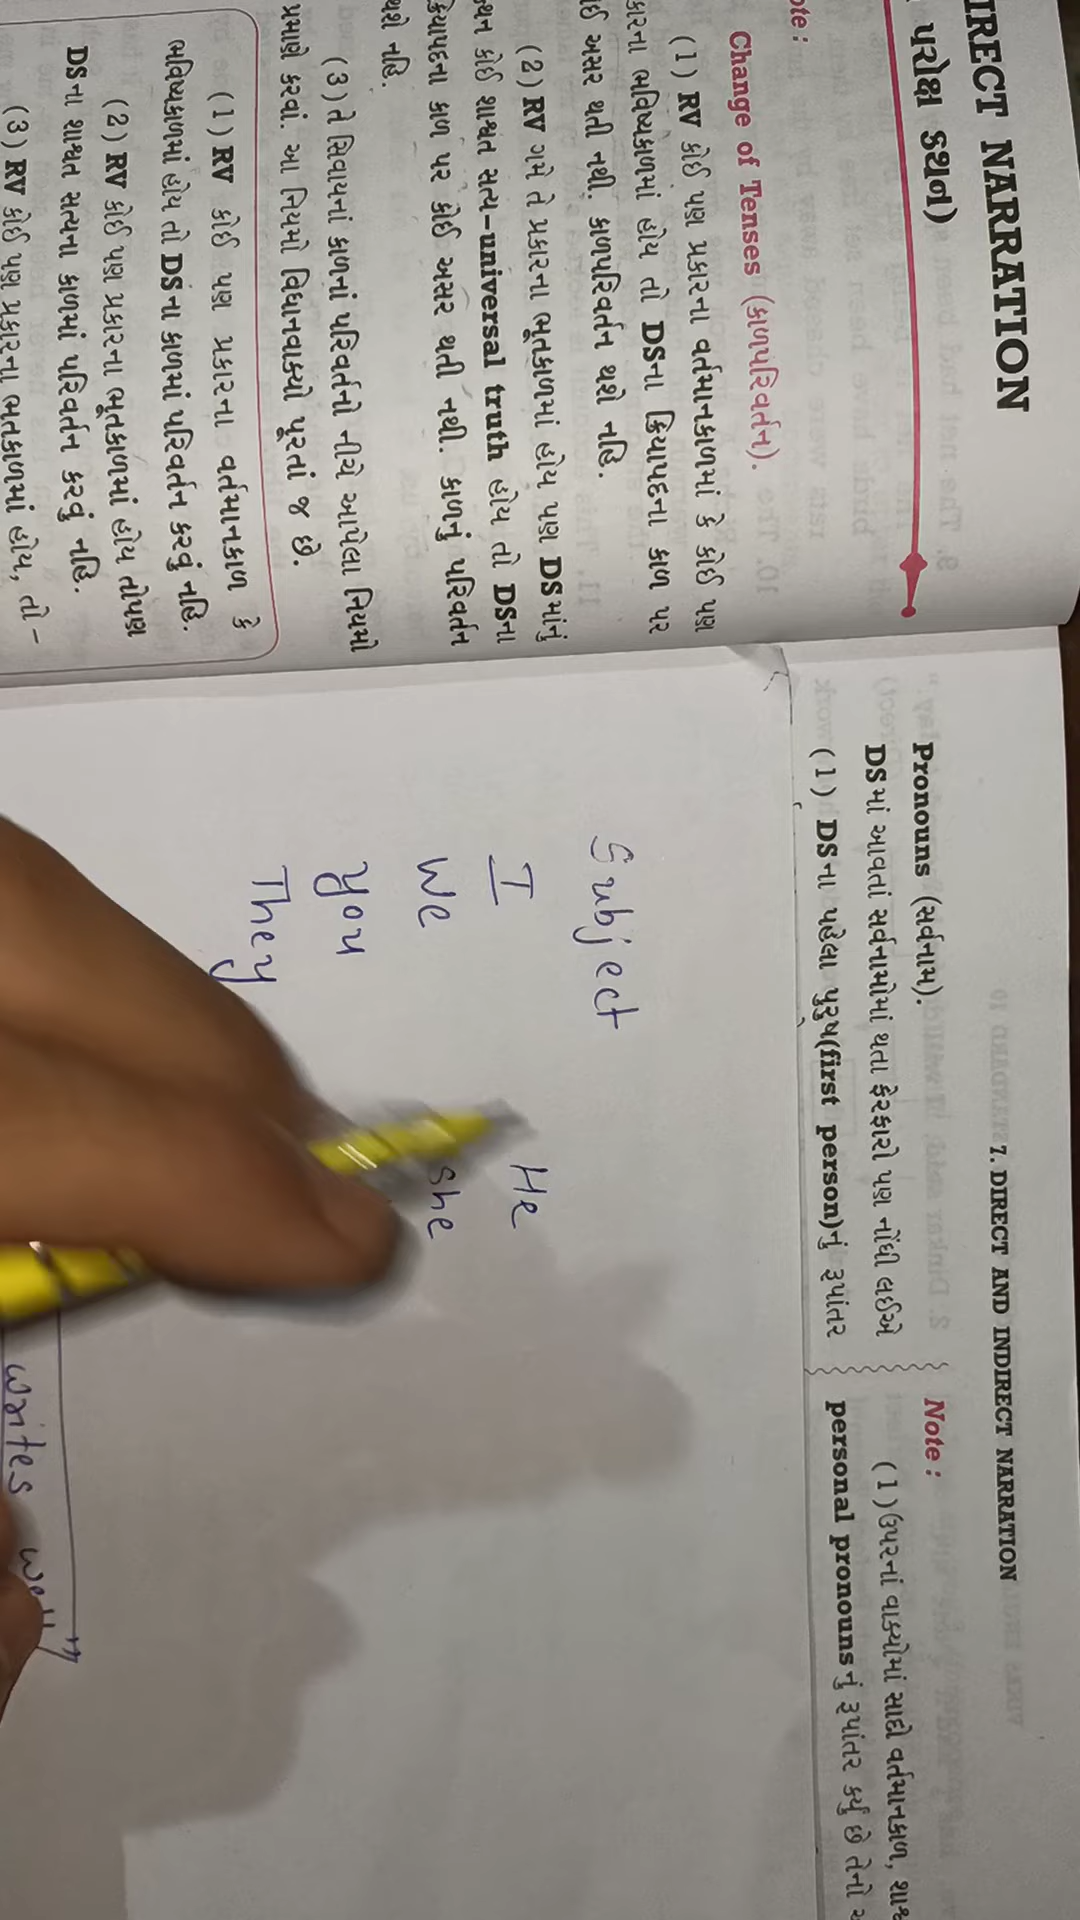 IRECT NARRATION
પરોક્ષ કથન)
ote :
Change of Tenses (કાળપરિવર્તન).
(1) RV કોઈ પણ પ્રકારના વર્તમાનકાળમાં કે કોઈ પણ
કારના ભવિષ્યકાળમાં હોય તો DSના ક્રિયાપદના કાળ પર
ઈ અસર થતી નથી. કાળપરિવર્તન થશે નહિ.
(2) RV ગમે તે પ્રકારના ભૂતકાળમાં હોય પણ DSમાંનું
થન કોઈ શાશ્વત સત્ય–universal truth હોય તો DSના
ક્રિયાપદના કાળ પર કોઈ અસર થતી નથી. કાળનું પરિવર્તન
થશે નહિ.
(3) તે સિવાયનાં કાળનાં પરિવર્તનો નીચે આપેલા નિયમો
પ્રમાણે કરવાં. આ નિયમો વિધાનવાક્યો પૂરતાં જ છે.
(1) RV કોઈ પણ પ્રકારના વર્તમાનકાળ કે
ભવિષ્યકાળમાં હોય તો DSના કાળમાં પરિવર્તન કરવું નહિ.
(2) RV કોઈ પણ પ્રકારના ભૂતકાળમાં હોય તોપણ
DSના શાશ્વત સત્યના કાળમાં પરિવર્તન કરવું નહિ.
(3) RV કોઈ પણ પ્રકારના ભૂતકાળમાં હોય, તો –
7. DIRECT AND INDIRECT NARRATION
Pronouns (સર્વનામ).
DSમાં આવતાં સર્વનામોમાં થતા ફેરફારો પણ નોંધી લઈએ
(1) DSના પહેલા પુરુષ(first person)નું રૂપાંતર
Note :
(1) ઉપરનાં વાક્યોમાં સાદો વર્તમાનકાળ,
personal pronounsનું રૂપાંતર કર્યું છે તેનો
Subject
I He
We she
you
They
writes well"